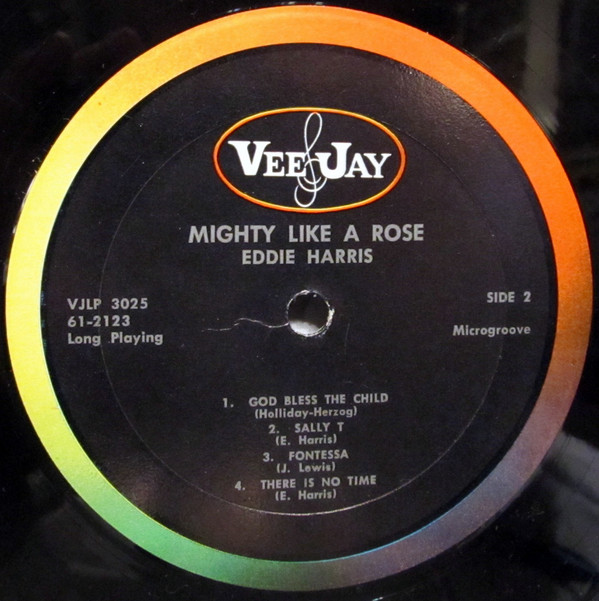 VEE JAY
MIGHTY LIKE A ROSE
EDDIE HARRIS
VJLP 3025
61-2123
Long Playing
SIDE 2
Microgroove
1. GOD BLESS THE CHILD
(Holliday-Herzog)
2. SALLY T
(E. Harris)
3. FONTESSA
(J. Lewis)
4. THERE IS NO TIME
(E. Harris)